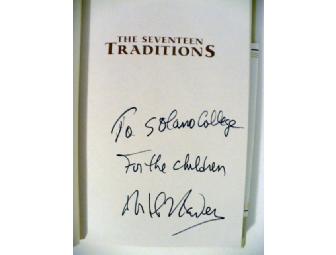 THE SEVENTEEN
TRADITIONS
To Solano College
For the children